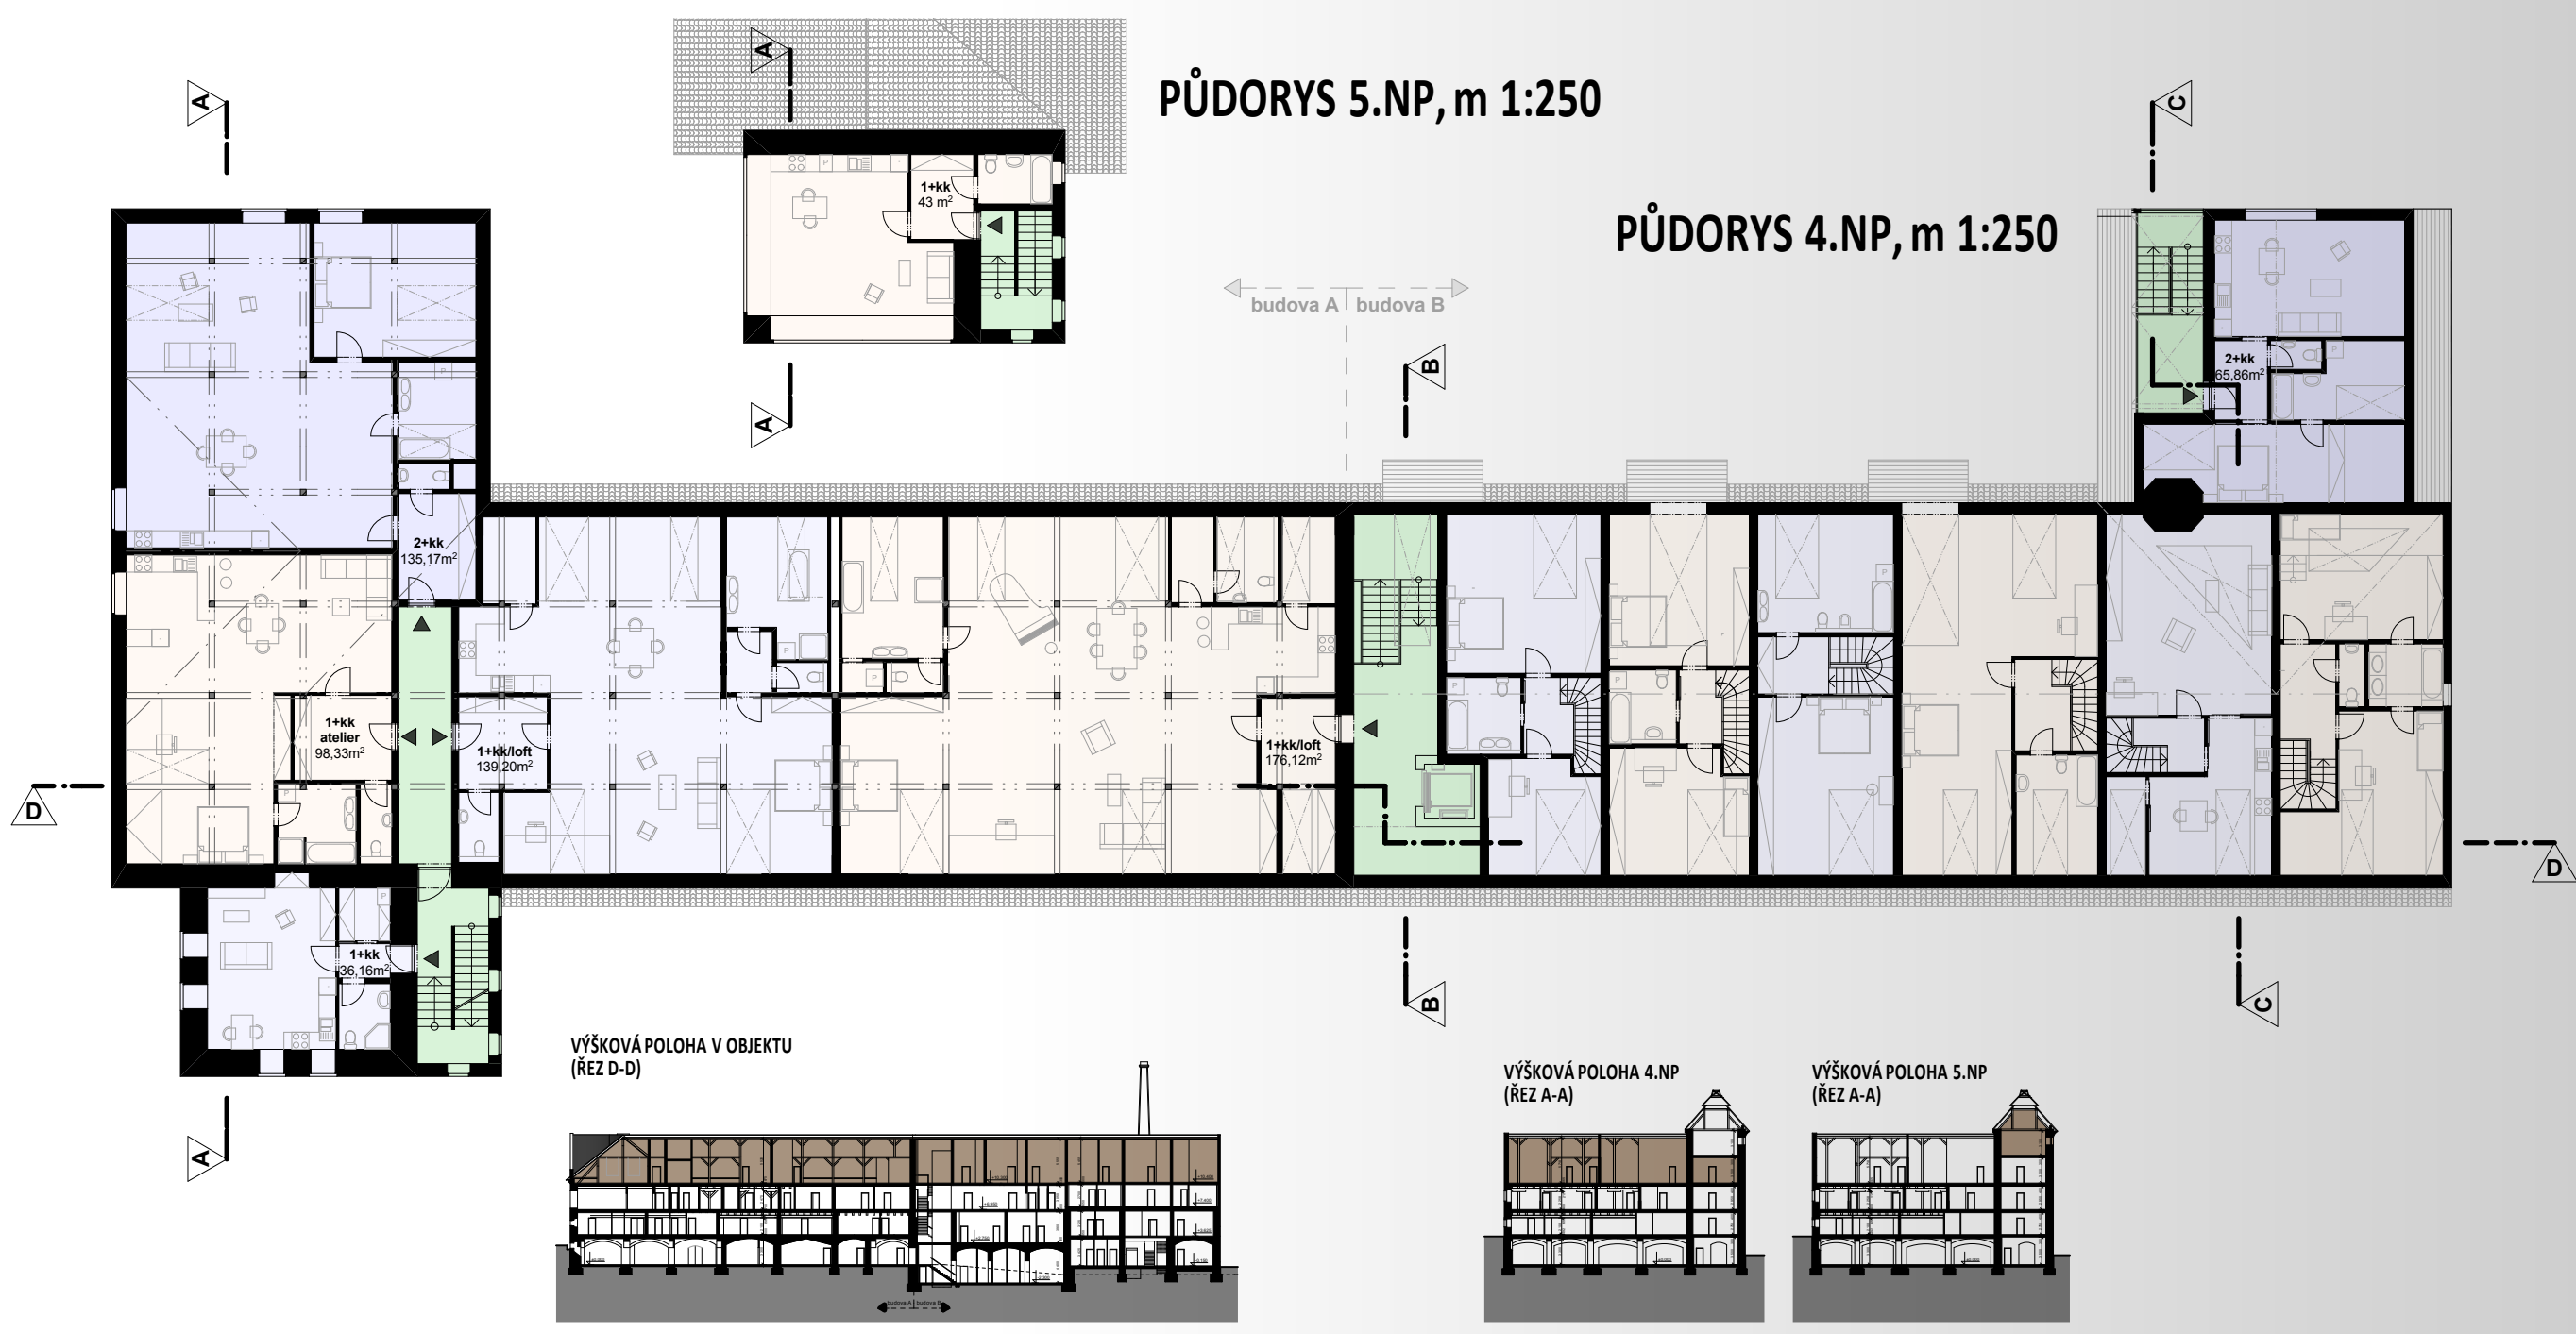 PŮDORYS 5.NP, m 1:250
A
A
C
1+kk
43 m²
PŮDORYS 4.NP, m 1:250
budova A
budova B
A
B
2+kk
65,86m²
2+kk
135,17m²
1+kk
atelier
98,33m²
1+kk/loft
139,20m²
1+kk/loft
176,12m²
D
D
1+kk
36,16m²
B
C
A
VÝŠKOVÁ POLOHA V OBJEKTU
(ŘEZ D-D)
VÝŠKOVÁ POLOHA 4.NP
(ŘEZ A-A)
VÝŠKOVÁ POLOHA 5.NP
(ŘEZ A-A)
budova A
budova B